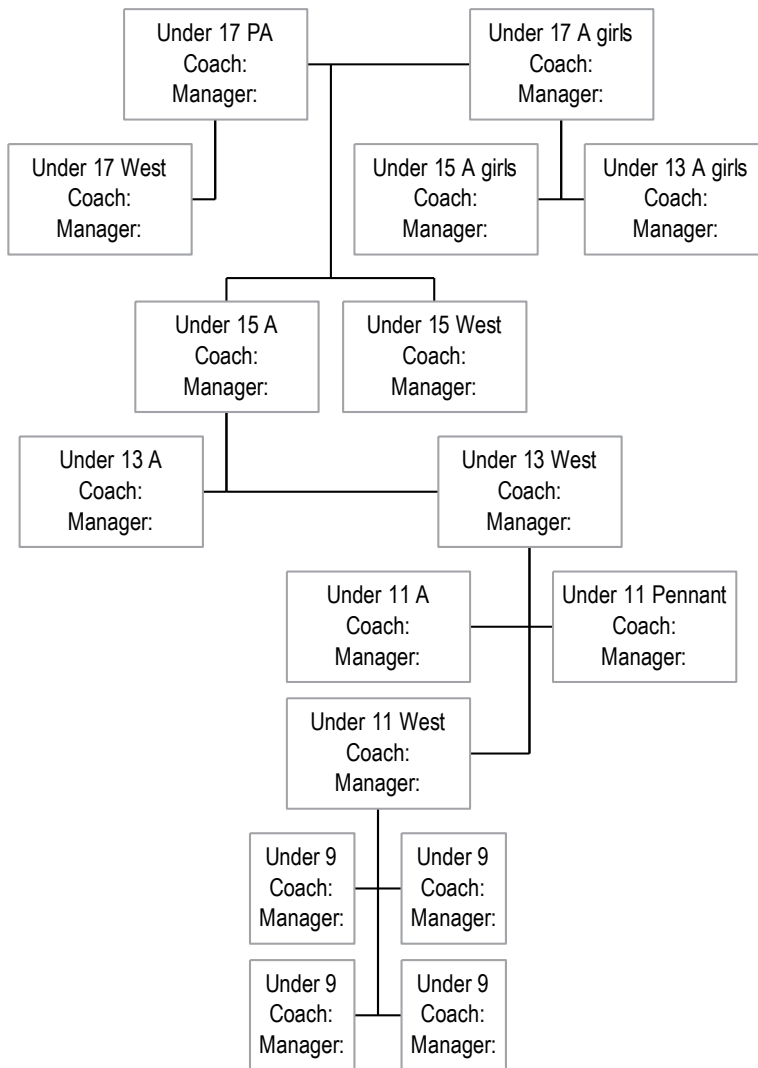 Under 17 PA
Coach:
Manager:
Under 17 A girls
Coach:
Manager:
Under 17 West
Coach:
Manager:
Under 15 A girls
Coach:
Manager:
Under 13 A girls
Coach:
Manager:
Under 15 A
Coach:
Manager:
Under 15 West
Coach:
Manager:
Under 13 A
Coach:
Manager:
Under 13 West
Coach:
Manager:
Under 11 A
Coach:
Manager:
Under 11 Pennant
Coach:
Manager:
Under 11 West
Coach:
Manager:
Under 9
Coach:
Manager:
Under 9
Coach:
Manager:
Under 9
Coach:
Manager:
Under 9
Coach:
Manager: